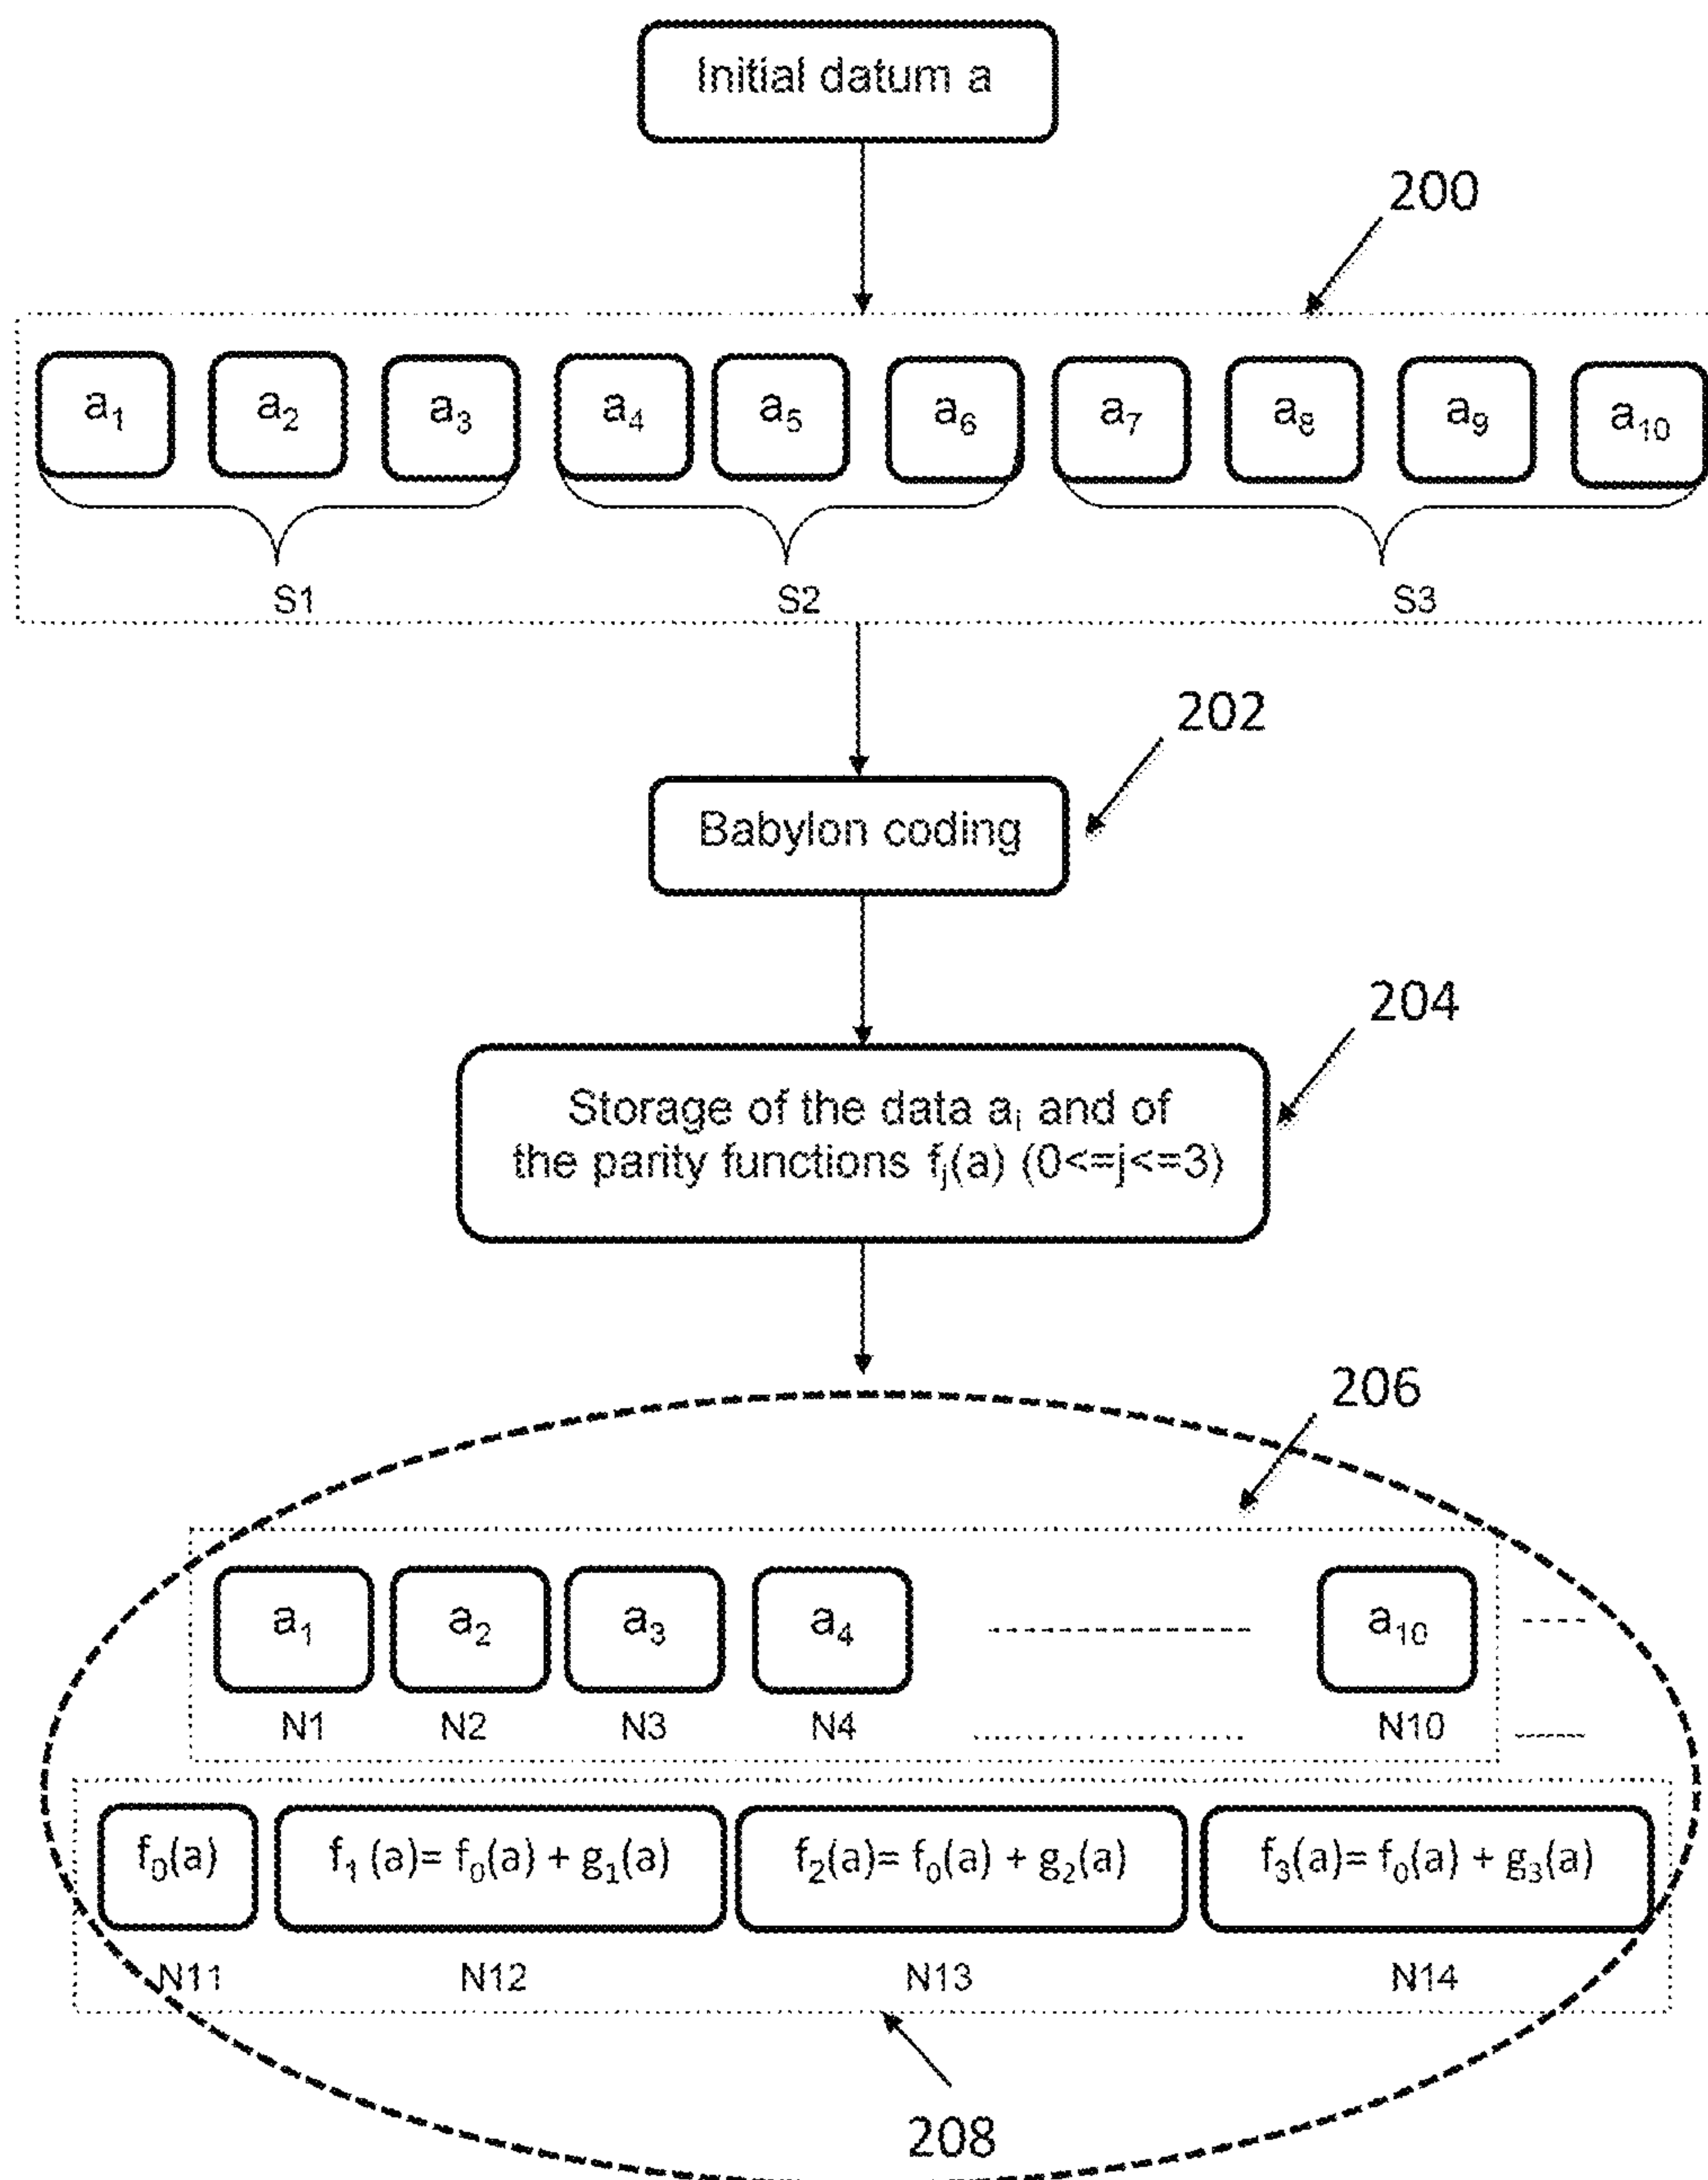 Initial datum a
200
a₁ a₂ a₃ a₄ a₅ a₆ a₇ a₈ a₉ a₁₀
S1 S2 S3
202
Babylon coding
204
Storage of the data aᵢ and of
the parity functions fⱼ(a) (0<=j<=3)
206
a₁ a₂ a₃ a₄ a₁₀
N1 N2 N3 N4 N10
f₀(a) f₁ (a)= f₀(a) + g₁(a) f₂(a)= f₀(a) + g₂(a) f₃(a)= f₀(a) + g₃(a)
N11 N12 N13 N14
208